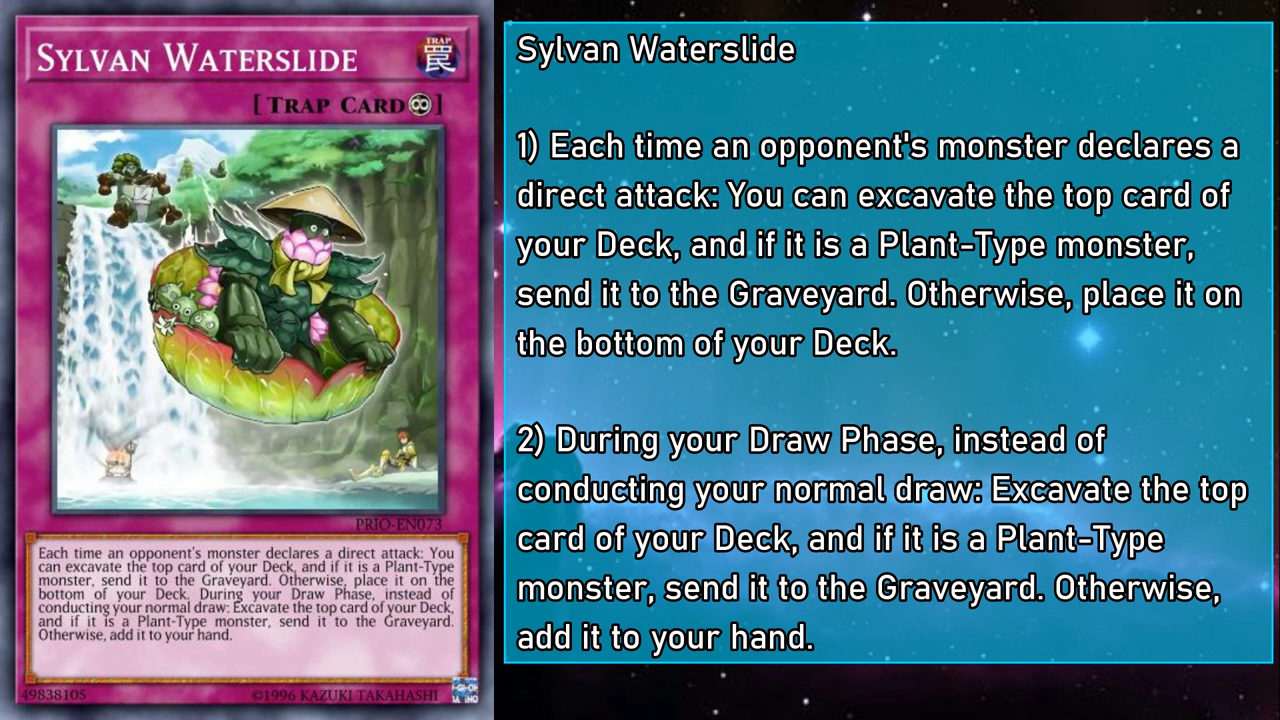 SYLVAN WATERSLIDE
TRAP
罠
[TRAP CARD∞]
PRIO-EN073
Each time an opponent's monster declares a direct attack: You
can excavate the top card of your Deck, and if it is a Plant-Type
monster, send it to the Graveyard. Otherwise, place it on the
bottom of your Deck. During your Draw Phase, instead of
conducting your normal draw: Excavate the top card of your Deck,
and if it is a Plant-Type monster, send it to the Graveyard.
Otherwise, add it to your hand.
49838105
©1996 KAZUKI TAKAHASHI
Sylvan Waterslide
1) Each time an opponent's monster declares a
direct attack: You can excavate the top card of
your Deck, and if it is a Plant-Type monster,
send it to the Graveyard. Otherwise, place it on
the bottom of your Deck.
2) During your Draw Phase, instead of
conducting your normal draw: Excavate the top
card of your Deck, and if it is a Plant-Type
monster, send it to the Graveyard. Otherwise,
add it to your hand.